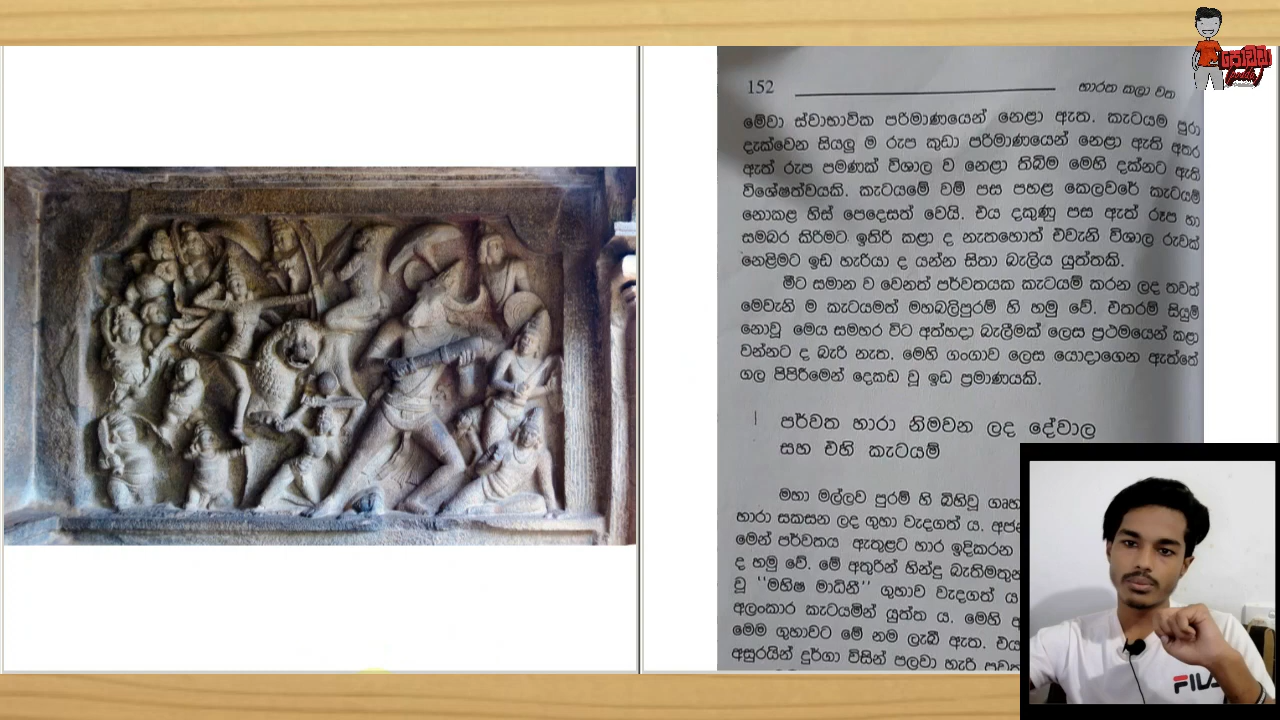 152
භාරත කලා වත
මේවා ස්වාභාවික පරිමාණයෙන් නෙළා ඇත. කැටයම පුරා
දැක්වෙන සියලු ම රූප කුඩා පරිමාණයෙන් නෙළා ඇති අතර
ඇත් රූප පමණක් විශාල ව නෙළා තිබීම මෙහි දක්නට ඇති
විශේෂත්වයකි. කැටයමේ වම් පස පහළ කෙලවරේ කැටයම්
නොකළ හිස් පෙදෙසක් වෙයි. එය දකුණු පස ඇත් රූප හා
සමබර කිරීමට ඉතිරි කළා ද නැතහොත් එවැනි විශාල රුවක්
නෙළීමට ඉඩ හැරියා ද යන්න සිතා බැලිය යුත්තකි.
මීට සමාන ව වෙනත් පර්වතයක කැටයම් කරන ලද තවත්
මෙවැනි ම කැටයමක් මහබලිපුරම් හි හමු වේ. එතරම් සියුම්
නොවූ මෙය සමහර විට අත්හදා බැලීමක් ලෙස ප්‍රථමයෙන් කළා
වන්නට ද බැරි නැත. මෙහි ගංගාව ලෙස යොදාගෙන ඇත්තේ
ගල පිපිරීමෙන් දෙකඩ වූ ඉඩ ප්‍රමාණයකි.
පර්වත හාරා නිමවන ලද දේවාල
සහ එහි කැටයම්
මහා මල්ලව පුරම් හි බිහිවූ
හාරා සකසන ලද ගුහා වැදගත් ය.
මෙන් පර්වතය ඇතුළට හාර ඉදිකරන
ද හමු වේ. මේ අතුරින් හින්දු
වූ "මහිෂ මාධිනී" ගුහාව වැදගත් ය
අලංකාර කැටයමින් යුත්ත ය. මෙහි
මෙම ගුහාවට මේ නම ලැබී ඇත. එය
අසුරයින් දුර්ගා විසින් පලවා හැරි
පොඩ්ඩා
FILA